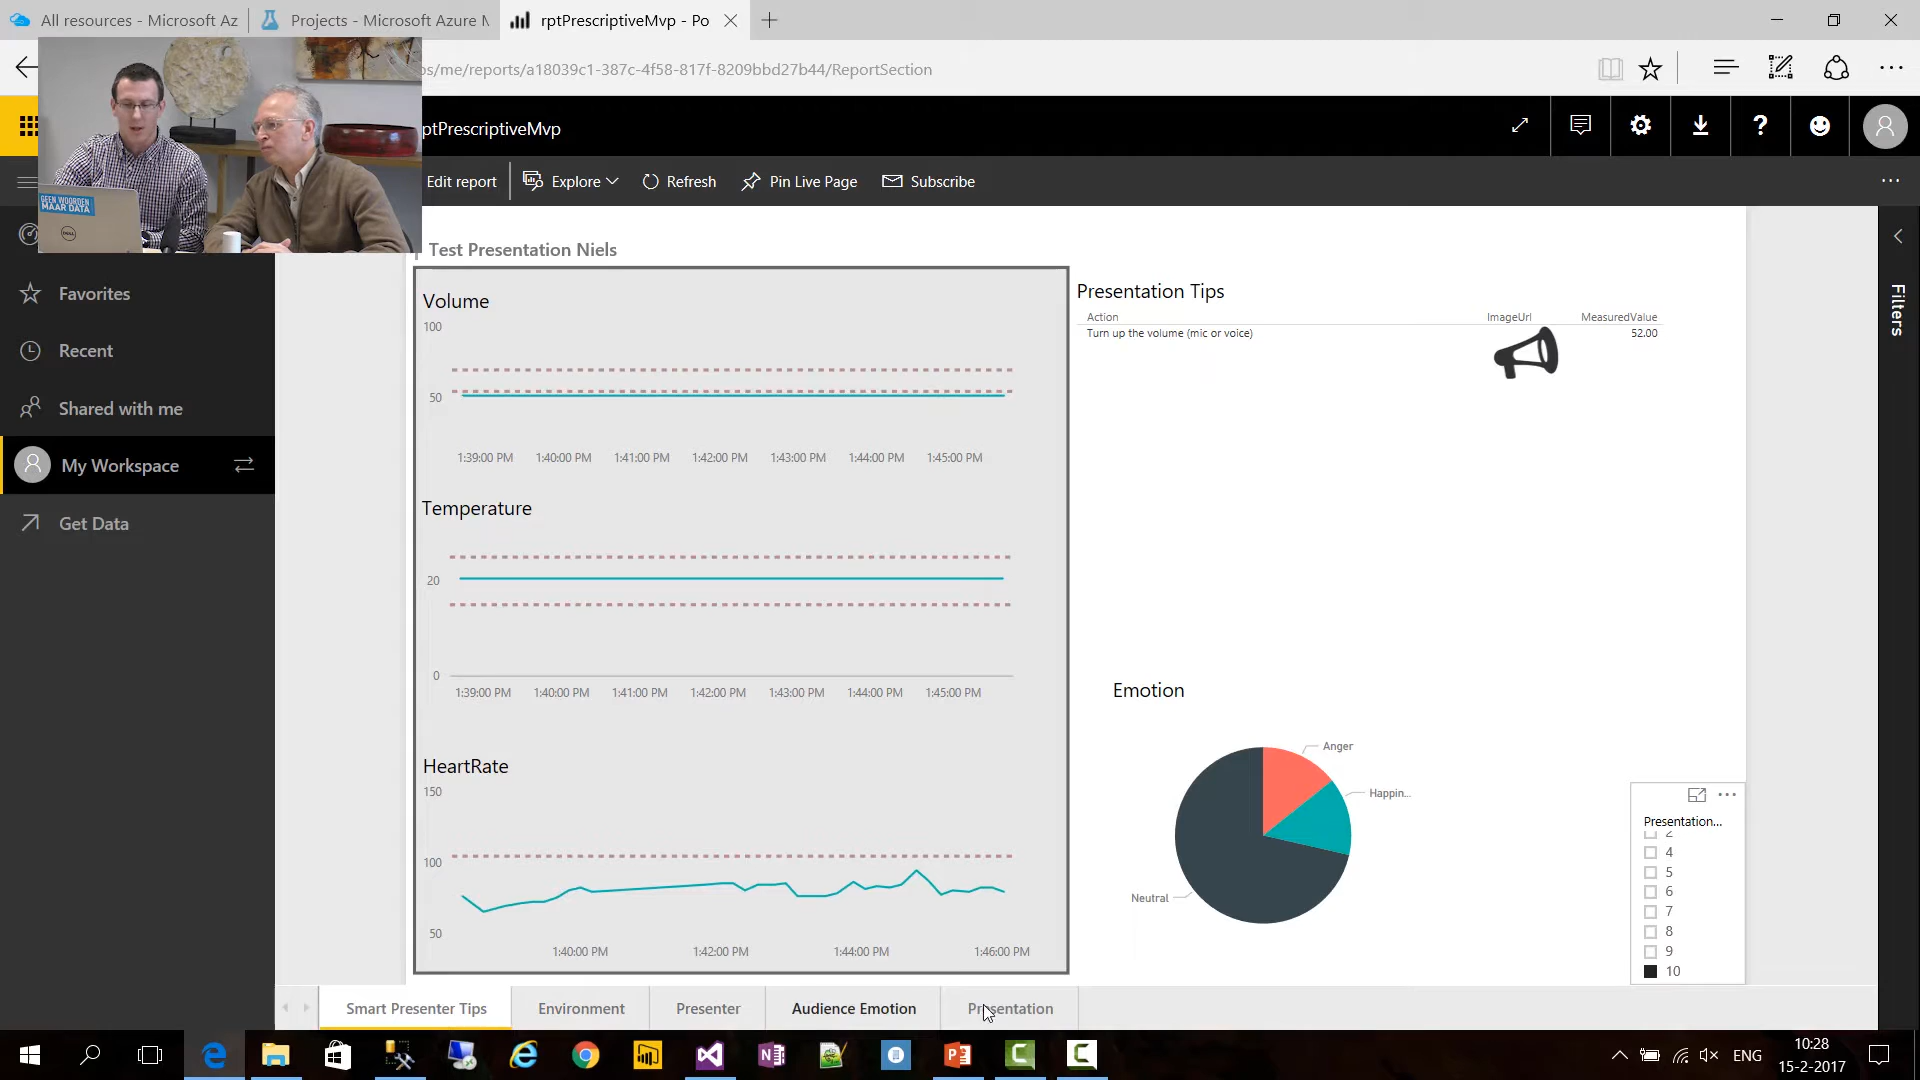 All resources - Microsoft Az
Projects - Microsoft Azure M
rptPrescriptiveMvp - Po
os/me/reports/a18039c1-387c-4f58-817f-8209bbd27b44/ReportSection
ptPrescriptiveMvp
Edit report
Explore
Refresh
Pin Live Page
Subscribe
GEEN WOORDEN
MAAR DATA
DELL
Favorites
Recent
Shared with me
My Workspace
Get Data
Test Presentation Niels
Volume
100
50
1:39:00 PM 1:40:00 PM 1:41:00 PM 1:42:00 PM 1:43:00 PM 1:44:00 PM 1:45:00 PM
Temperature
20
0
1:39:00 PM 1:40:00 PM 1:41:00 PM 1:42:00 PM 1:43:00 PM 1:44:00 PM 1:45:00 PM
HeartRate
150
100
50
1:40:00 PM 1:42:00 PM 1:44:00 PM 1:46:00 PM
Presentation Tips
Action ImageUrl MeasuredValue
Turn up the volume (mic or voice) 52.00
Emotion
Anger
Happin...
Neutral
Presentation...
2
4
5
6
7
8
9
10
Filters
Smart Presenter Tips
Environment
Presenter
Audience Emotion
Presentation
ENG
10:28
15-2-2017